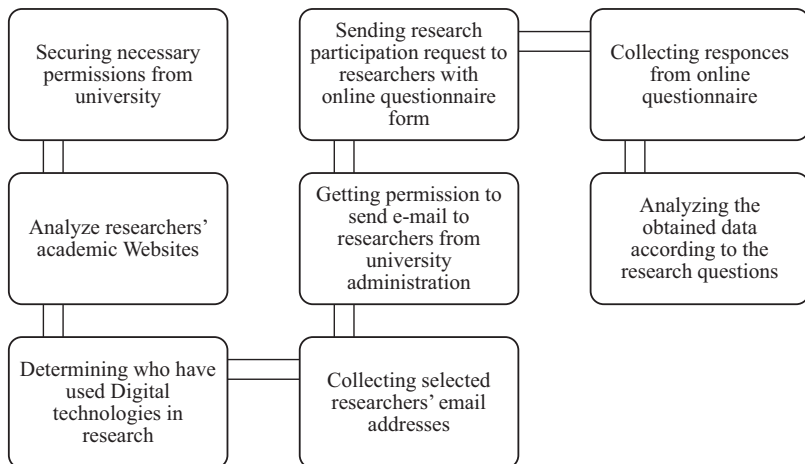 Securing necessary
permissions from
university
Analyze researchers’
academic Websites
Determining who have
used Digital
technologies in
research
Collecting selected
researchers’ email
addresses
Getting permission to
send e-mail to
researchers from
university
administration
Sending research
participation request to
researchers with
online questionnaire
form
Collecting responces
from online
questionnaire
Analyzing the
obtained data
according to the
research questions